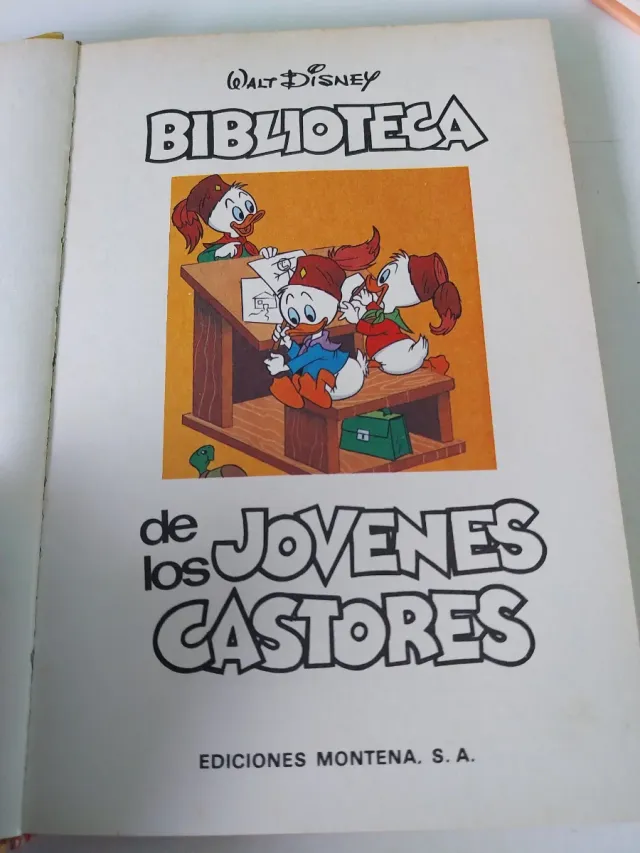 WALT DISNEY
BIBLIOTECA
de
los JOVENES
CASTORES
EDICIONES MONTENA, S. A.